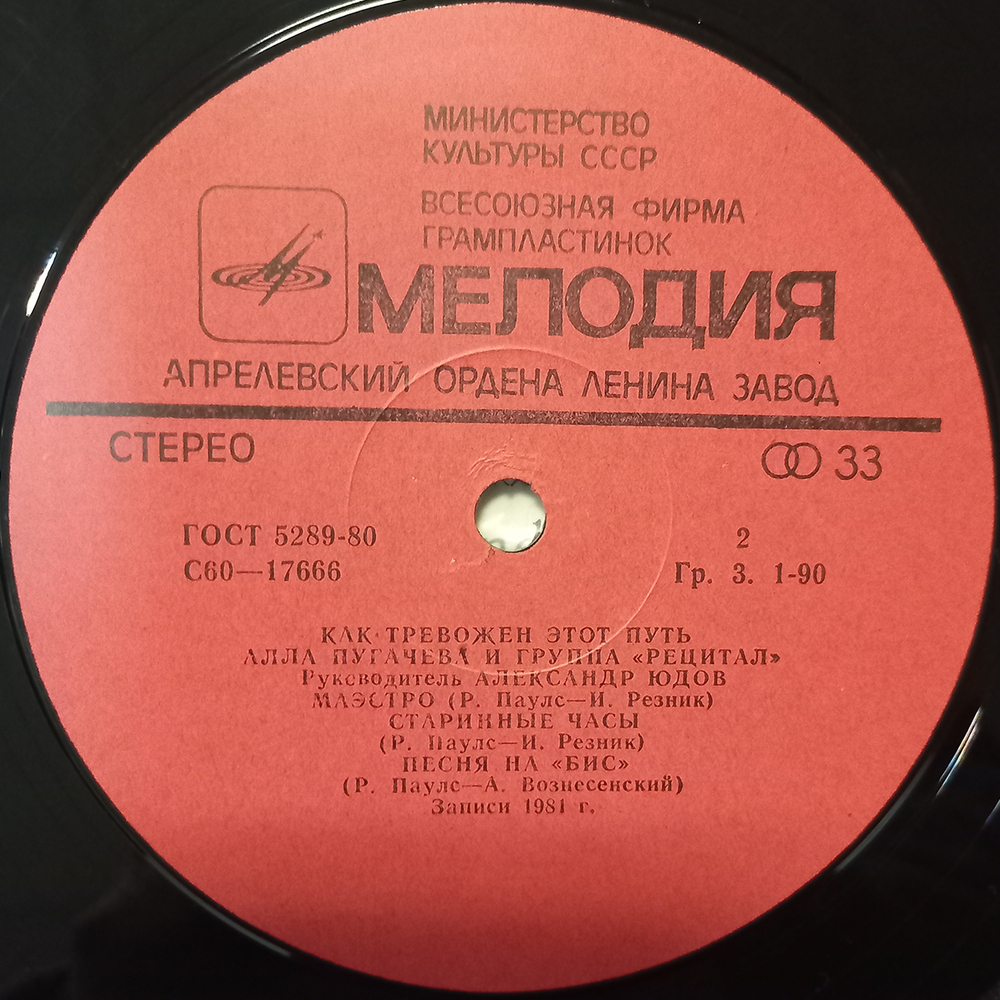 МИНИСТЕРСТВО
КУЛЬТУРЫ СССР
ВСЕСОЮЗНАЯ ФИРМА
ГРАМПЛАСТИНОК
МЕЛОДИЯ
АПРЕЛЕВСКИЙ ОРДЕНА ЛЕНИНА ЗАВОД
СТЕРЕО
33
ГОСТ 5289-80
2
С60—17666
Гр. 3. 1-90
КАК ТРЕВОЖЕН ЭТОТ ПУТЬ
АЛЛА ПУГАЧЕВА И ГРУППА «РЕЦИТАЛ»
Руководитель АЛЕКСАНДР ЮДОВ
МАЭСТРО (Р. Паулс—И. Резник)
СТАРИННЫЕ ЧАСЫ
(Р. Паулс—И. Резник)
ПЕСНЯ НА «БИС»
(Р. Паулс—А. Вознесенский)
Записи 1981 г.